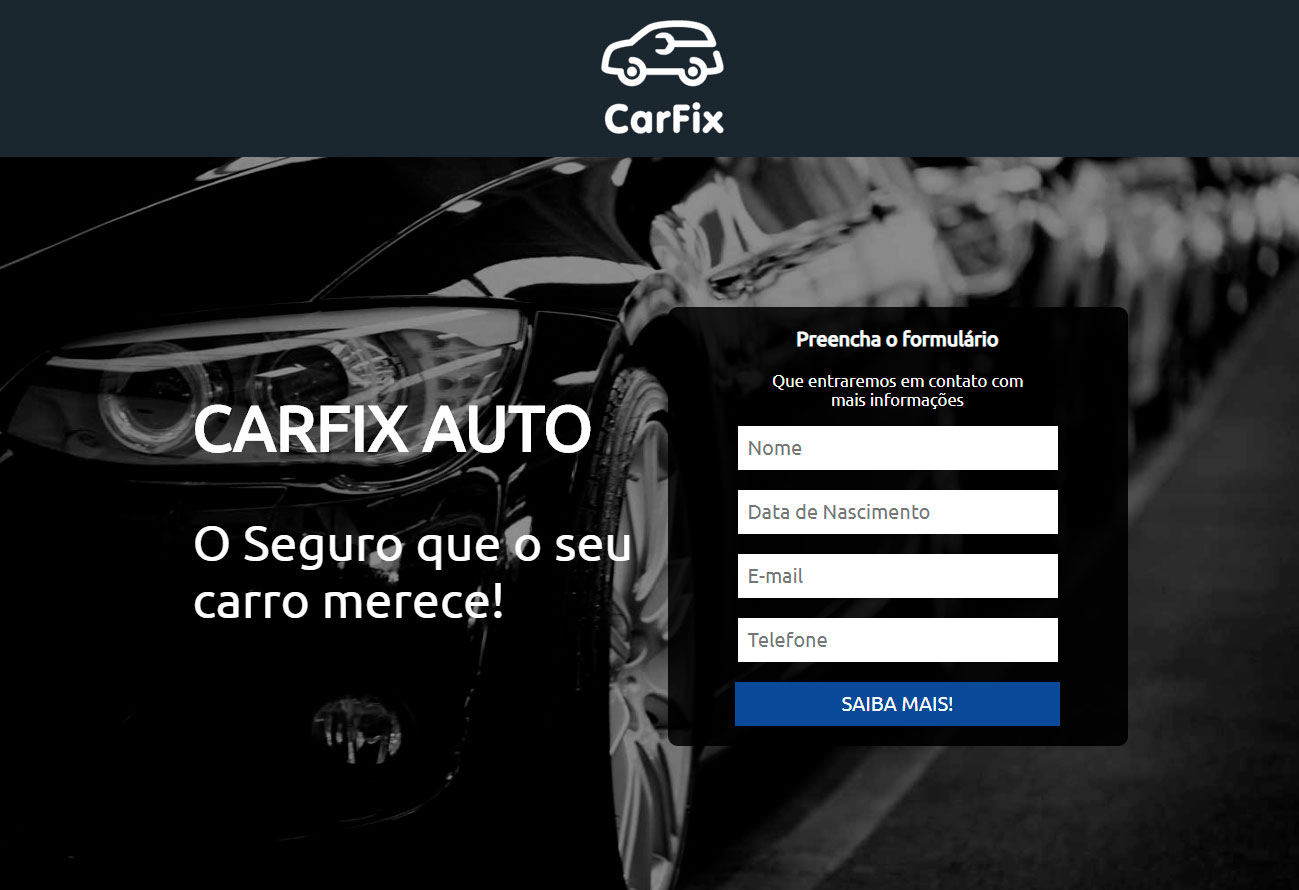 CarFix
CARFIX AUTO
O Seguro que o seu
carro merece!
Preencha o formulário
Que entraremos em contato com
mais informações
Nome
Data de Nascimento
E-mail
Telefone
SAIBA MAIS!